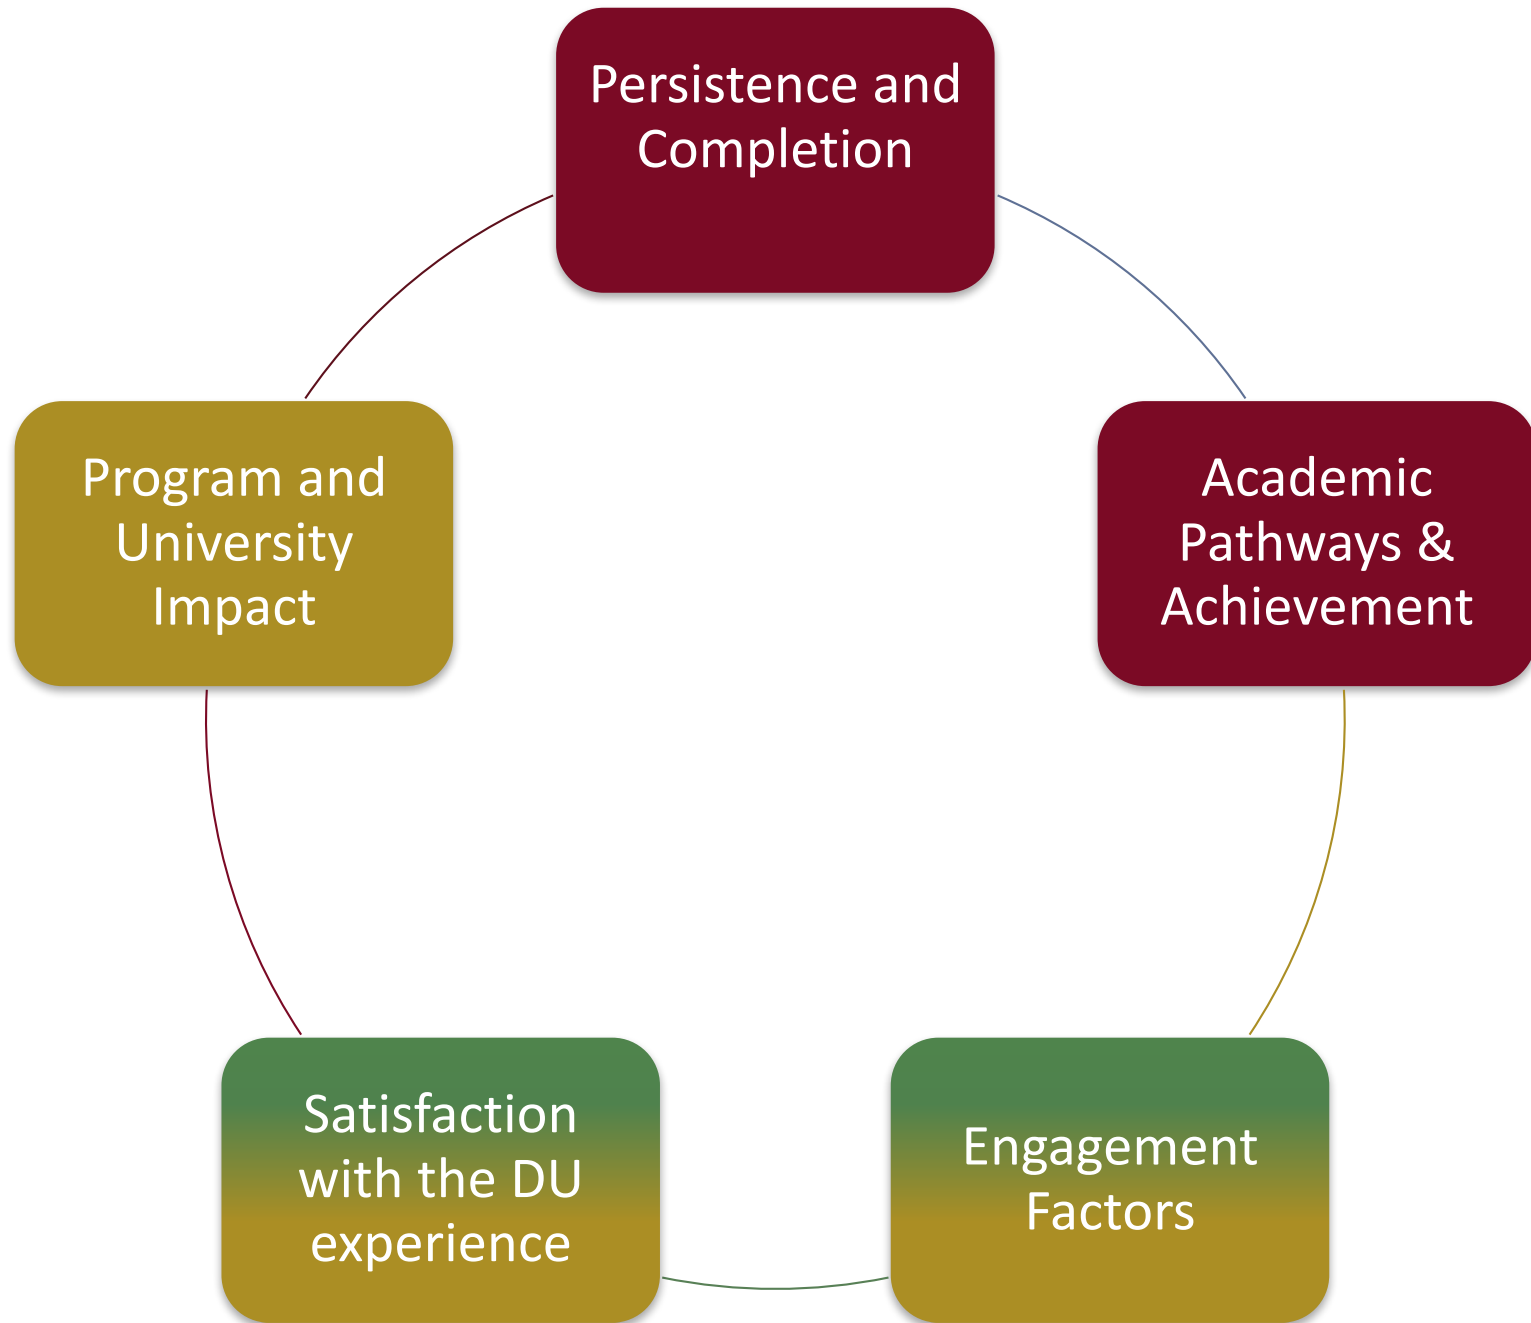 Persistence and
Completion
Academic
Pathways &
Achievement
Engagement
Factors
Satisfaction
with the DU
experience
Program and
University
Impact